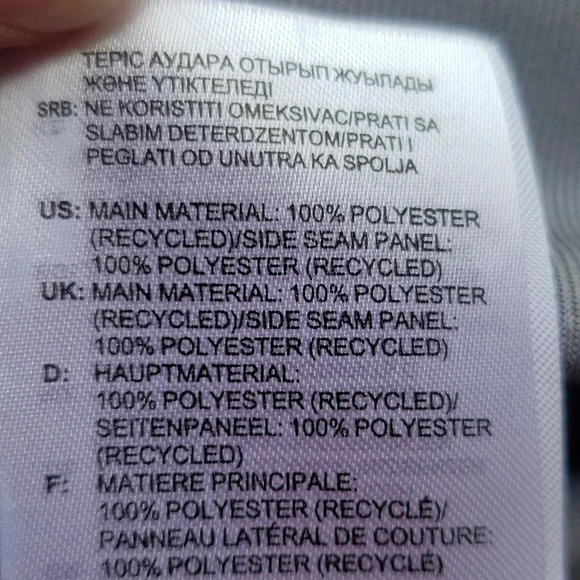 ТЕРІС АУДАРА ОТЫРЫП ЖУЫЛАДЫ
ЖӘНЕ ҮТІКТЕЛЕДІ
SRB: NE KORISTITI OMEKSIVAC/PRATI SA
SLABIM DETERDZENTOM/PRATI I
PEGLATI OD UNUTRA KA SPOLJA
US: MAIN MATERIAL: 100% POLYESTER
(RECYCLED)/SIDE SEAM PANEL:
100% POLYESTER (RECYCLED)
UK: MAIN MATERIAL: 100% POLYESTER
(RECYCLED)/SIDE SEAM PANEL:
100% POLYESTER (RECYCLED)
D: HAUPTMATERIAL:
100% POLYESTER (RECYCLED)/
SEITENPANEEL: 100% POLYESTER
(RECYCLED)
F: MATIERE PRINCIPALE:
100% POLYESTER (RECYCLÉ)/
PANNEAU LATÉRAL DE COUTURE:
100% POLYESTER (RECYCLÉ)